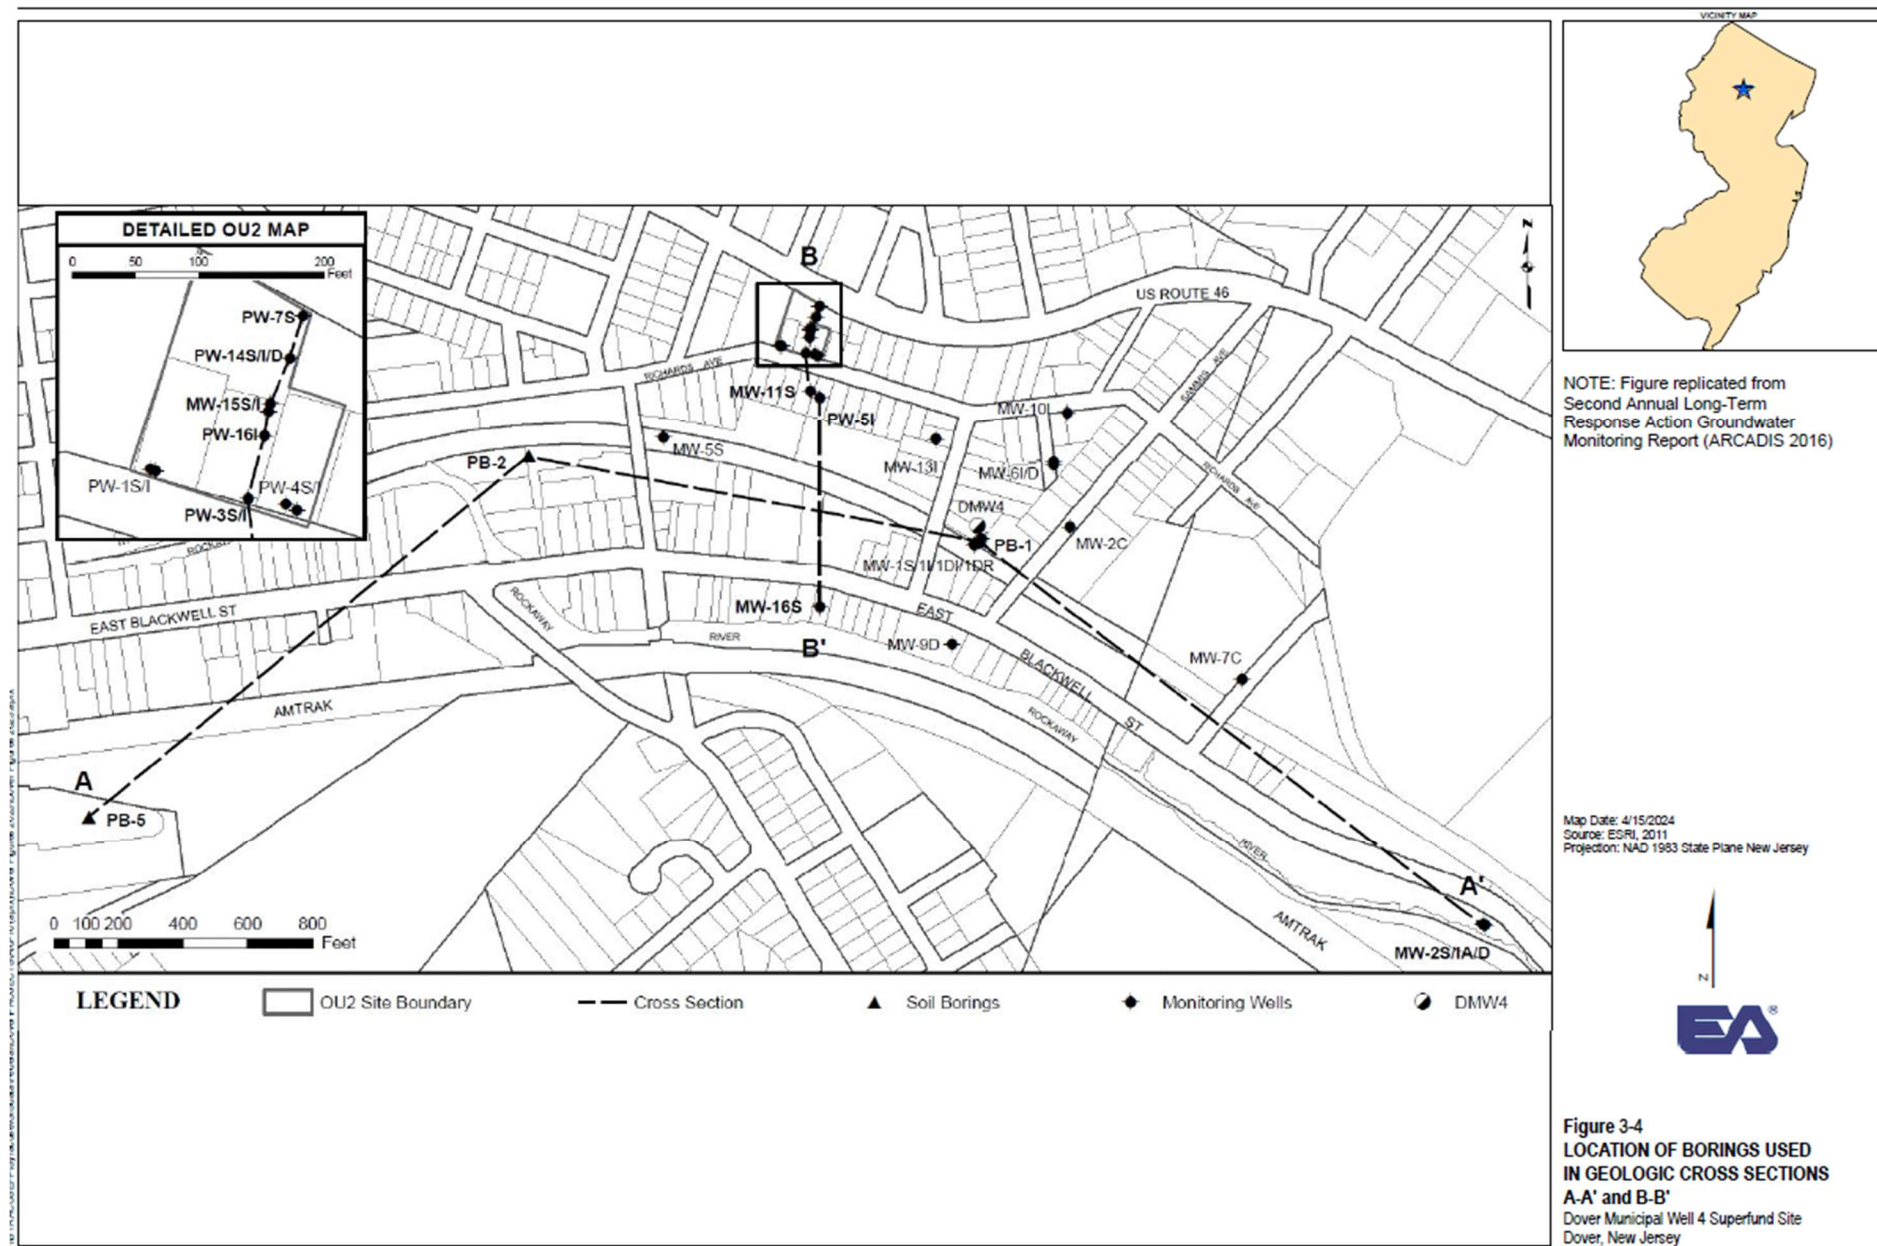 VICINITY MAP
DETAILED OU2 MAP
0 50 100 200
Feet
PW-7S
PW-14S/I/D
MW-15S/I
PW-16I
PW-1S/I
PW-4S/I
PW-3S/I
B
N
US ROUTE 46
RICHARDS AVE
SAMMIS AVE
MW-11S
PW-5I
MW-10I
MW-5S
PB-2
MW-13I
MW-6I/D
RICHARDS AVE
DMW4
PB-1
MW-2C
MW-1S/1I/1DI/1DR
EAST BLACKWELL ST
ROCKAWAY
RIVER
MW-16S
B'
EAST
BLACKWELL
ST
MW-9D
MW-7C
AMTRAK
ROCKAWAY
RIVER
A
PB-5
A'
AMTRAK
MW-2S/IA/D
0 100 200 400 600 800
Feet
LEGEND
OU2 Site Boundary
Cross Section
Soil Borings
Monitoring Wells
DMW4
NOTE: Figure replicated from
Second Annual Long-Term
Response Action Groundwater
Monitoring Report (ARCADIS 2016)
Map Date: 4/15/2024
Source: ESRI, 2011
Projection: NAD 1983 State Plane New Jersey
N
EA®
Figure 3-4
LOCATION OF BORINGS USED
IN GEOLOGIC CROSS SECTIONS
A-A' and B-B'
Dover Municipal Well 4 Superfund Site
Dover, New Jersey